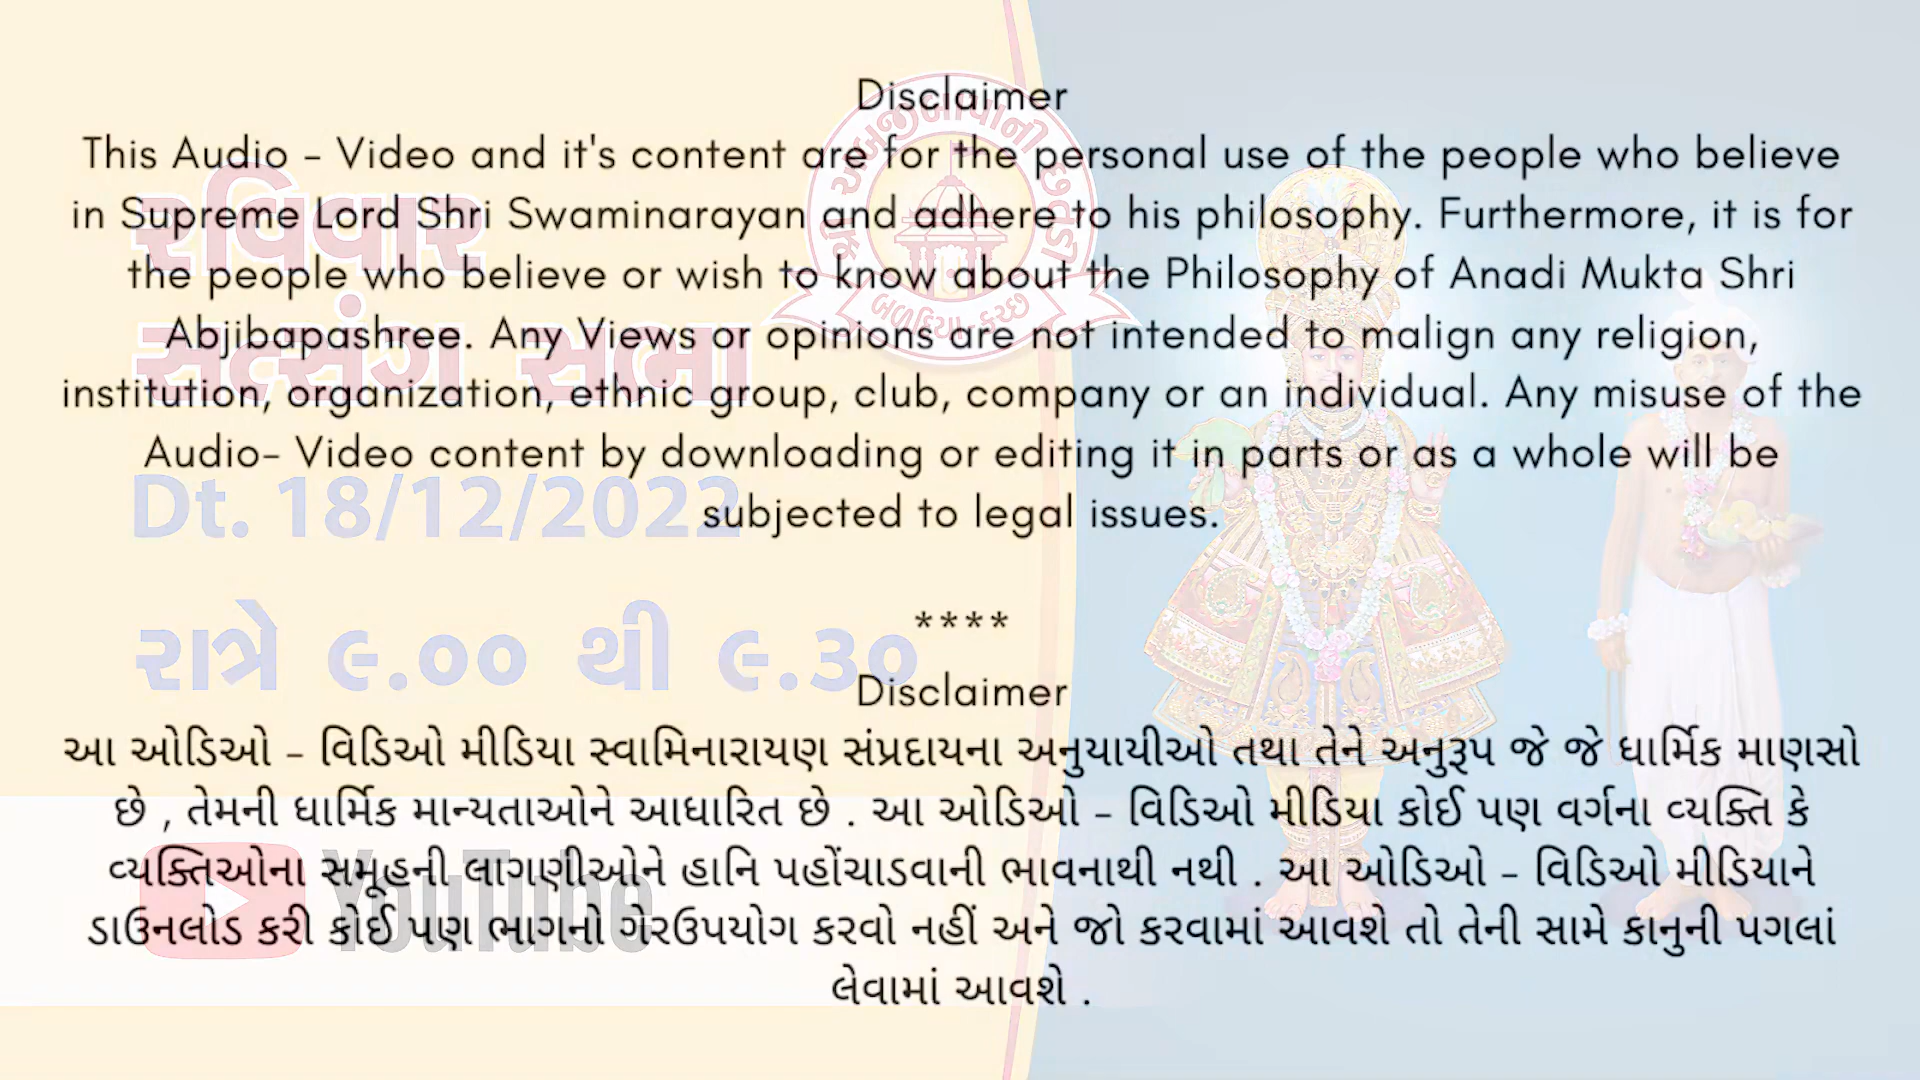 Disclaimer
This Audio - Video and it's content are for the personal use of the people who believe
in Supreme Lord Shri Swaminarayan and adhere to his philosophy. Furthermore, it is for
the people who believe or wish to know about the Philosophy of Anadi Mukta Shri
Abjibapashree. Any Views or opinions are not intended to malign any religion,
institution, organization, ethnic group, club, company or an individual. Any misuse of the
Audio- Video content by downloading or editing it in parts or as a whole will be
subjected to legal issues.
****
Disclaimer
આ ઓડિઓ - વિડિઓ મીડિયા સ્વામિનારાયણ સંપ્રદાયના અનુયાયીઓ તથા તેને અનુરૂપ જે જે ધાર્મિક માણસો
છે , તેમની ધાર્મિક માન્યતાઓને આધારિત છે . આ ઓડિઓ - વિડિઓ મીડિયા કોઈ પણ વર્ગના વ્યક્તિ કે
વ્યક્તિઓના સમૂહની લાગણીઓને હાનિ પહોંચાડવાની ભાવનાથી નથી . આ ઓડિઓ - વિડિઓ મીડિયાને
ડાઉનલોડ કરી કોઈ પણ ભાગનો ગેરઉપયોગ કરવો નહીં અને જો કરવામાં આવશે તો તેની સામે કાનુની પગલાં
લેવામાં આવશે .
રવિવાર
સત્સંગ સભા
Dt. 18/12/2022
રાત્રે ૯.૦૦ થી ૯.૩૦
YouTube